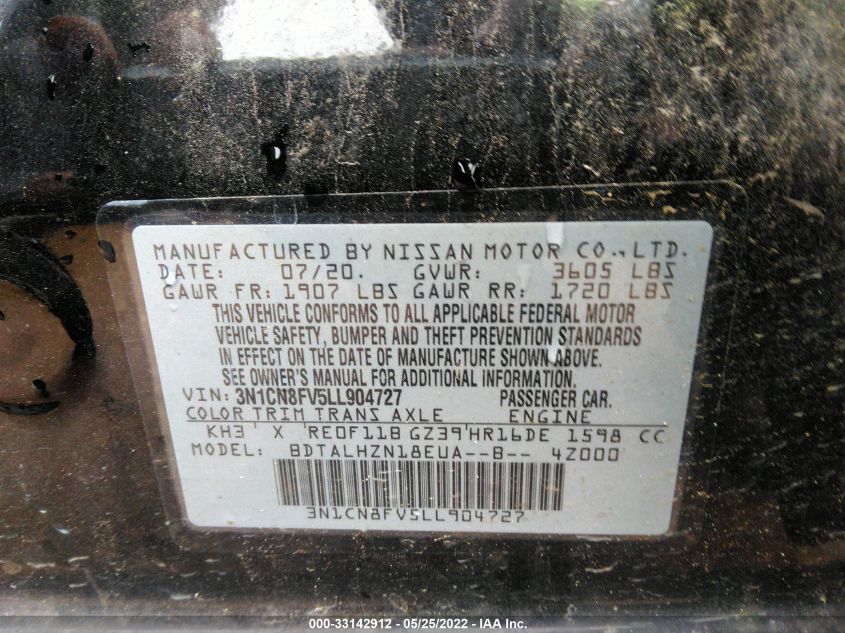 MANUFACTURED BY NISSAN MOTOR CO., LTD.
DATE: 07/20. GVWR: 3605 LBS
GAWR FR: 1907 LBS GAWR RR: 1720 LBS
THIS VEHICLE CONFORMS TO ALL APPLICABLE FEDERAL MOTOR
VEHICLE SAFETY, BUMPER AND THEFT PREVENTION STANDARDS
IN EFFECT ON THE DATE OF MANUFACTURE SHOWN ABOVE.
SEE OWNER'S MANUAL FOR ADDITIONAL INFORMATION.
VIN: 3N1CN8FV5LL904727 PASSENGER CAR.
COLOR TRIM TRANS AXLE ENGINE
KH3 X RE0F11B GZ39 HR16DE 1598 CC
MODEL: BDTALHZN18EUA--B-- 4Z000
3N1CN8FV5LL904727
000-33142912 - 05/25/2022 - IAA Inc.